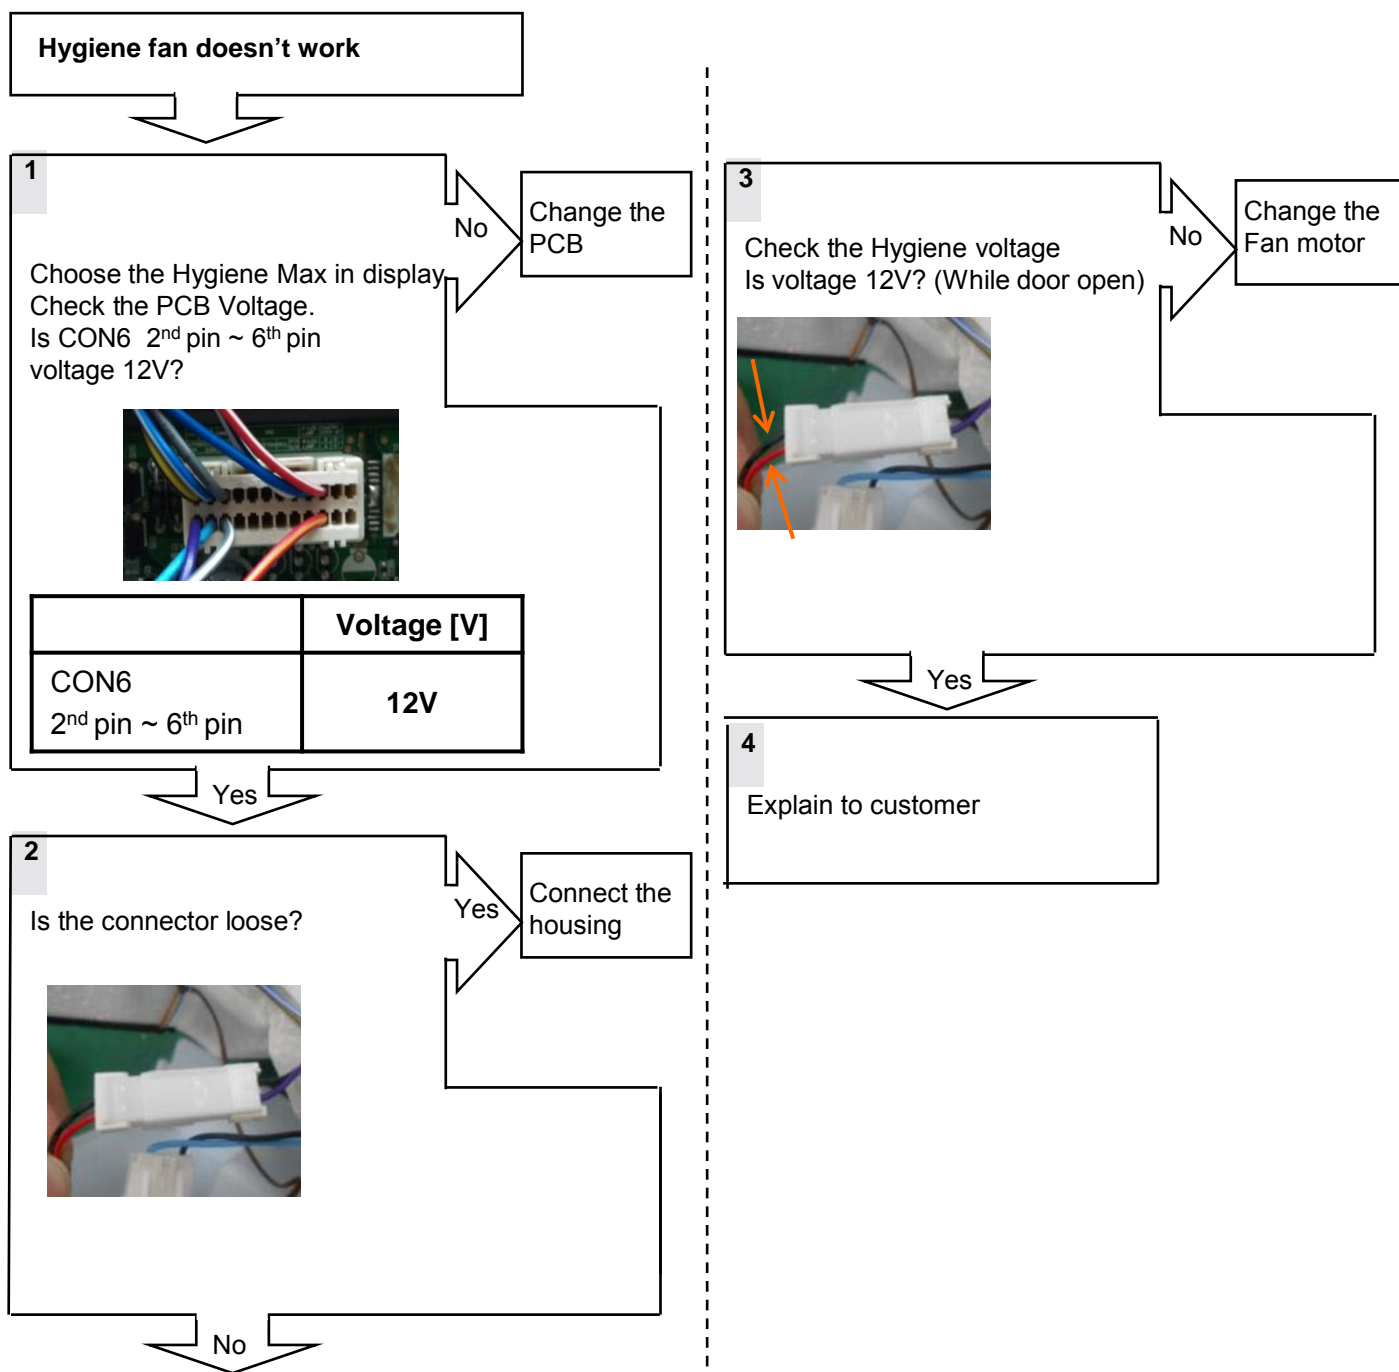 Hygiene fan doesn’t work
1
Choose the Hygiene Max in display
Check the PCB Voltage.
Is CON6 2nd pin ~ 6th pin
voltage 12V?
No
Change the
PCB
Voltage [V]
CON6
2nd pin ~ 6th pin
12V
Yes
2
Is the connector loose?
Yes
Connect the
housing
No
3
Check the Hygiene voltage
Is voltage 12V? (While door open)
No
Change the
Fan motor
Yes
4
Explain to customer